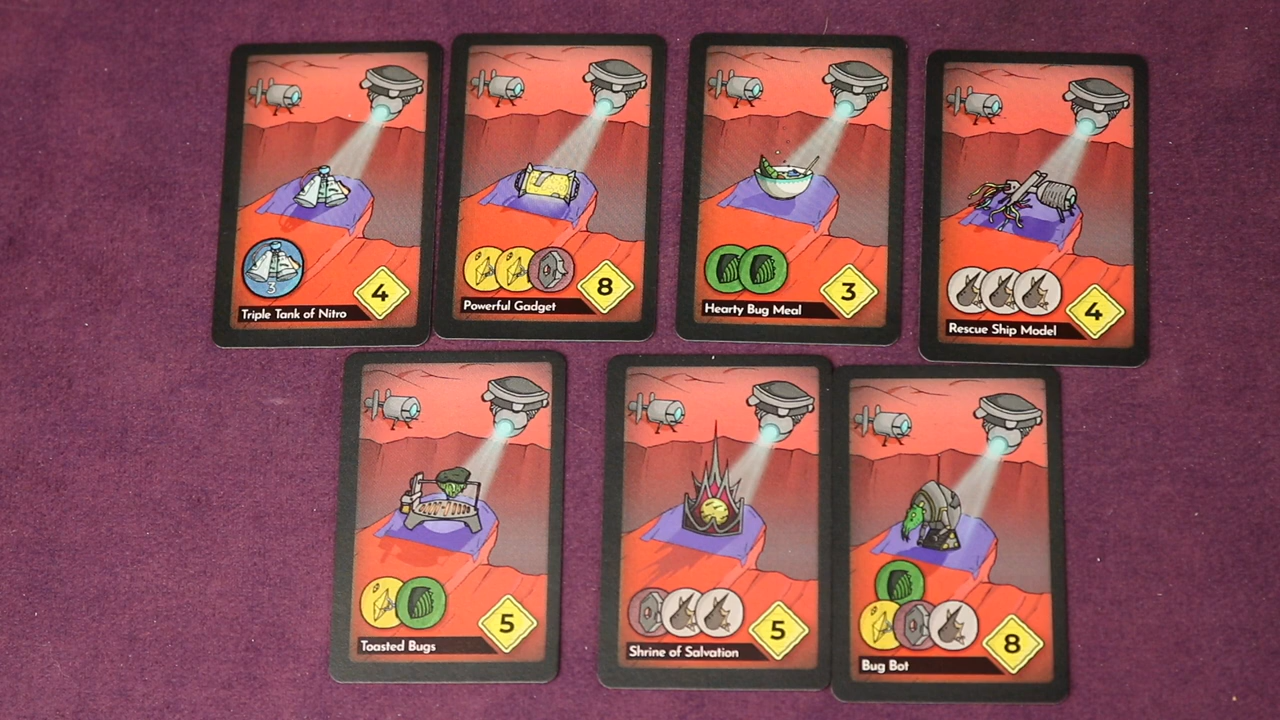 3
4
Triple Tank of Nitro
8
Powerful Gadget
3
Hearty Bug Meal
4
Rescue Ship Model
5
Toasted Bugs
5
Shrine of Salvation
8
Bug Bot